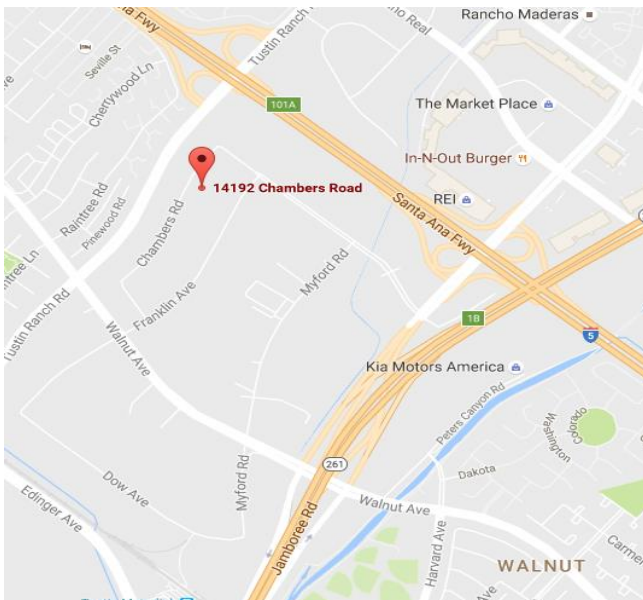 Rancho Maderas
Tustin Ranch Rd
Seville St
Cherrywood Ln
101A
The Market Place
In-N-Out Burger
REI
14192 Chambers Road
Santa Ana Fwy
Raintree Rd
Pinewood Rd
Chambers Rd
Myford Rd
Franklin Ave
Tustin Ranch Rd
Walnut Ave
1B
5
Kia Motors America
Peters Canyon Rd
Washington
Colorado
261
Dakota
Dow Ave
Edinger Ave
Myford Rd
Jamboree Rd
Walnut Ave
Harvard Ave
WALNUT